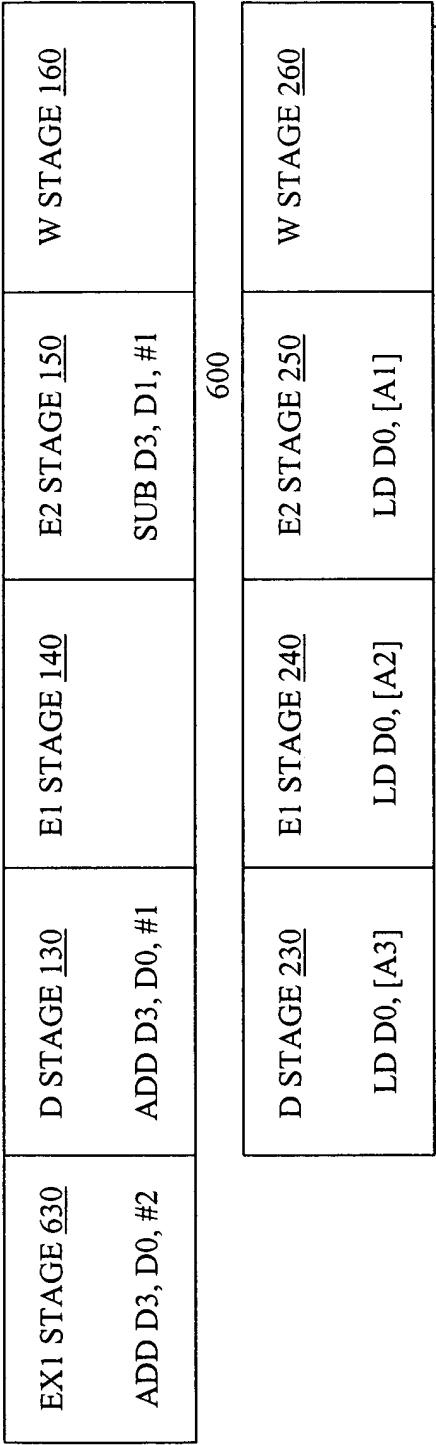 EX1 STAGE 630
ADD D3, D0, #2
D STAGE 130
ADD D3, D0, #1
E1 STAGE 140
E2 STAGE 150
SUB D3, D1, #1
W STAGE 160
600
D STAGE 230
LD D0, [A3]
E1 STAGE 240
LD D0, [A2]
E2 STAGE 250
LD D0, [A1]
W STAGE 260